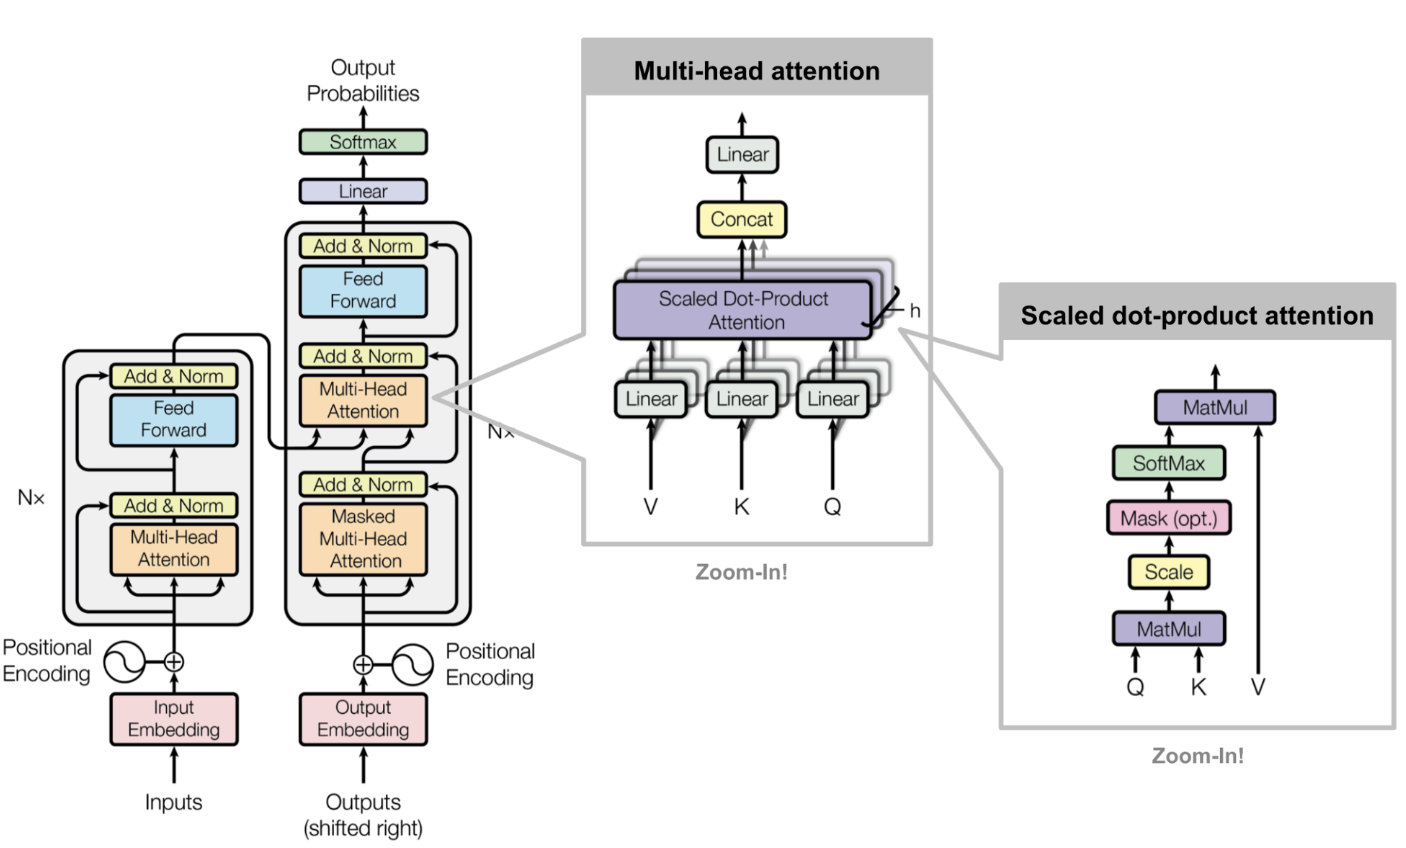 Output
Probabilities
Softmax
Linear
Add & Norm
Feed
Forward
Add & Norm
Multi-Head
Attention
Nx
Add & Norm
Masked
Multi-Head
Attention
Positional
Encoding
Output
Embedding
Outputs
(shifted right)
Add & Norm
Feed
Forward
Nx
Add & Norm
Multi-Head
Attention
Positional
Encoding
Input
Embedding
Inputs
Multi-head attention
Linear
Concat
Scaled Dot-Product
Attention
h
Linear
Linear
Linear
V
K
Q
Zoom-In!
Scaled dot-product attention
MatMul
SoftMax
Mask (opt.)
Scale
MatMul
Q
K
V
Zoom-In!